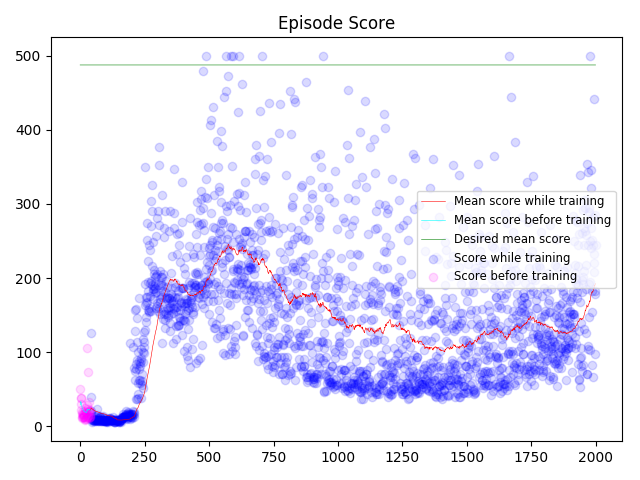 Episode Score
500
400
300
200
100
0
Mean score while training
Mean score before training
Desired mean score
Score while training
Score before training
0 250 500 750 1000 1250 1500 1750 2000